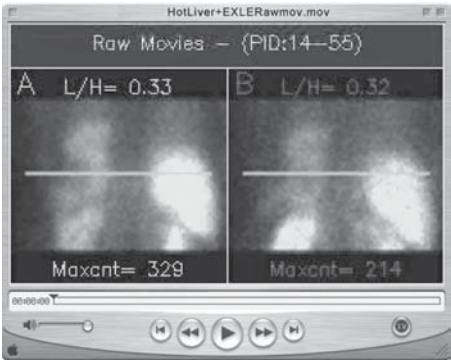 HotLiver+EXLERawmov.mov
Raw Movies - (PID:14-55)
A L/H= 0.33
B L/H= 0.32
Maxcnt= 329
Maxcnt= 214
00:00:00